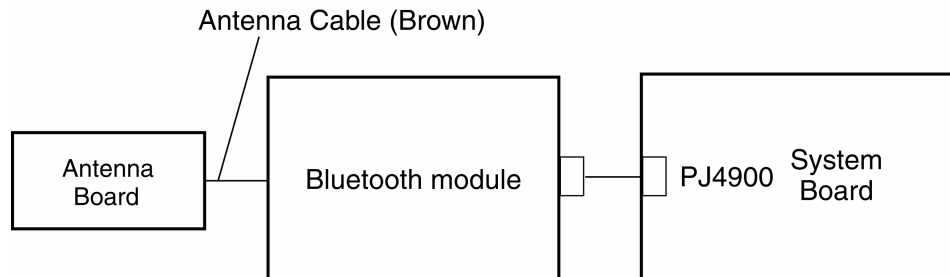 Antenna Cable (Brown)
Antenna
Board
Bluetooth module
PJ4900
System
Board